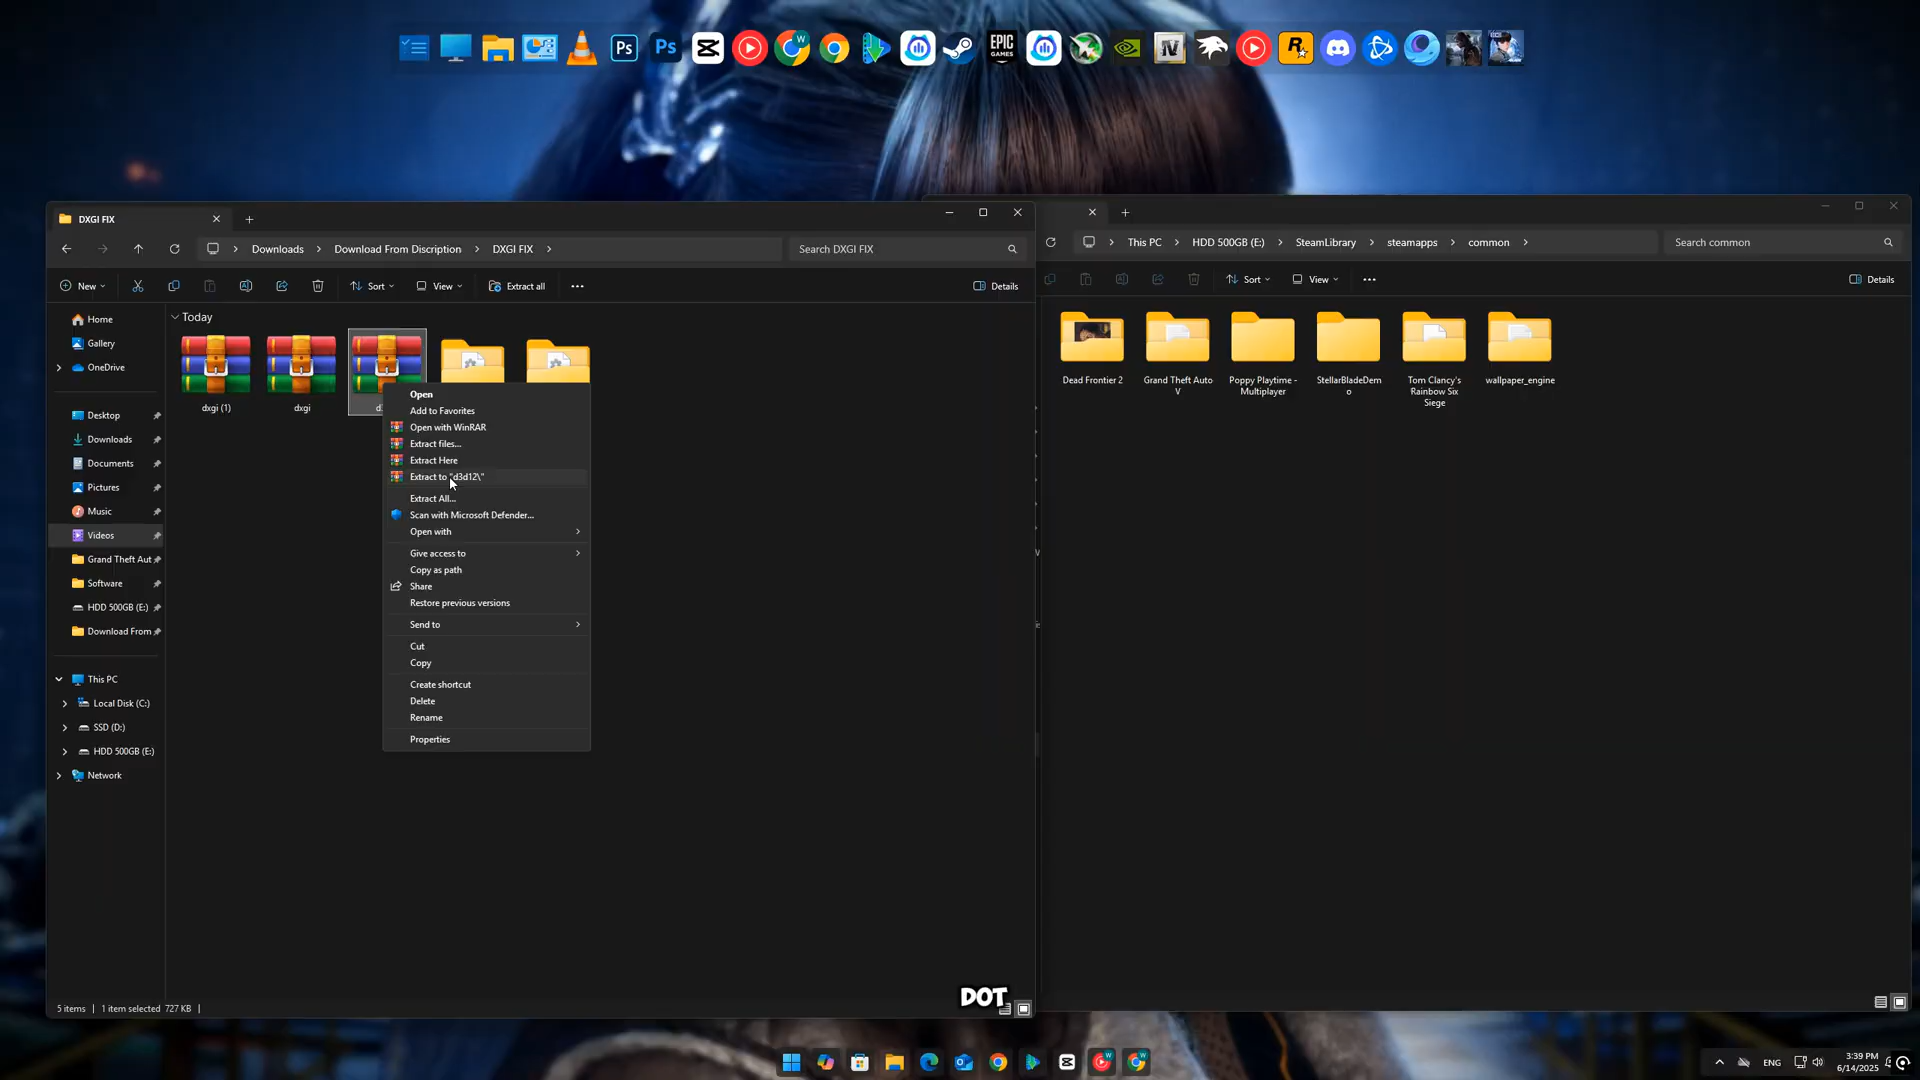 Ps
Ps
W
EPIC
GAMES
DXGI FIX
Downloads
Download From Discription
DXGI FIX
Search DXGI FIX
New
Sort
View
Extract all
Details
Home
Gallery
OneDrive
Desktop
Downloads
Documents
Pictures
Music
Videos
Grand Theft Aut
Software
HDD 500GB (E:)
Download From
This PC
Local Disk (C:)
SSD (D:)
HDD 500GB (E:)
Network
Today
dxgi (1)
dxgi
Open
Add to Favorites
Open with WinRAR
Extract files...
Extract Here
Extract to "d3d12\"
Extract All...
Scan with Microsoft Defender...
Open with
Give access to
Copy as path
Share
Restore previous versions
Send to
Cut
Copy
Create shortcut
Delete
Rename
Properties
5 items
1 item selected 727 KB
This PC
HDD 500GB (E:)
SteamLibrary
steamapps
common
Search common
Sort
View
Details
Dead Frontier 2
Grand Theft Auto
V
Poppy Playtime -
Multiplayer
StellarBladeDem
o
Tom Clancy's
Rainbow Six
Siege
wallpaper_engine
DOT
W
W
ENG
3:39 PM
6/14/2025